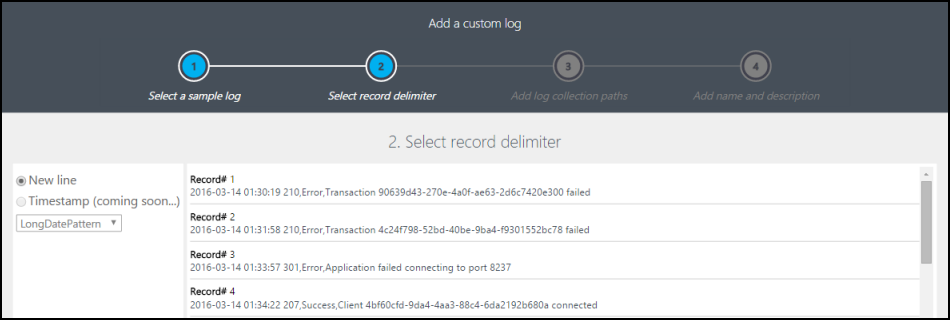 Add a custom log
1
2
3
4
Select a sample log
Select record delimiter
Add log collection paths
Add name and description
2. Select record delimiter
New line
Timestamp (coming soon...)
LongDatePattern
Record# 1
2016-03-14 01:30:19 210,Error,Transaction 90639d43-270e-4a0f-ae63-2d6c7420e300 failed
Record# 2
2016-03-14 01:31:58 210,Error,Transaction 4c24f798-52bd-40be-9ba4-f9301552bc78 failed
Record# 3
2016-03-14 01:33:57 301,Error,Application failed connecting to port 8237
Record# 4
2016-03-14 01:34:22 207,Success,Client 4bf60cfd-9da4-4aa3-88c4-6da2192b680a connected